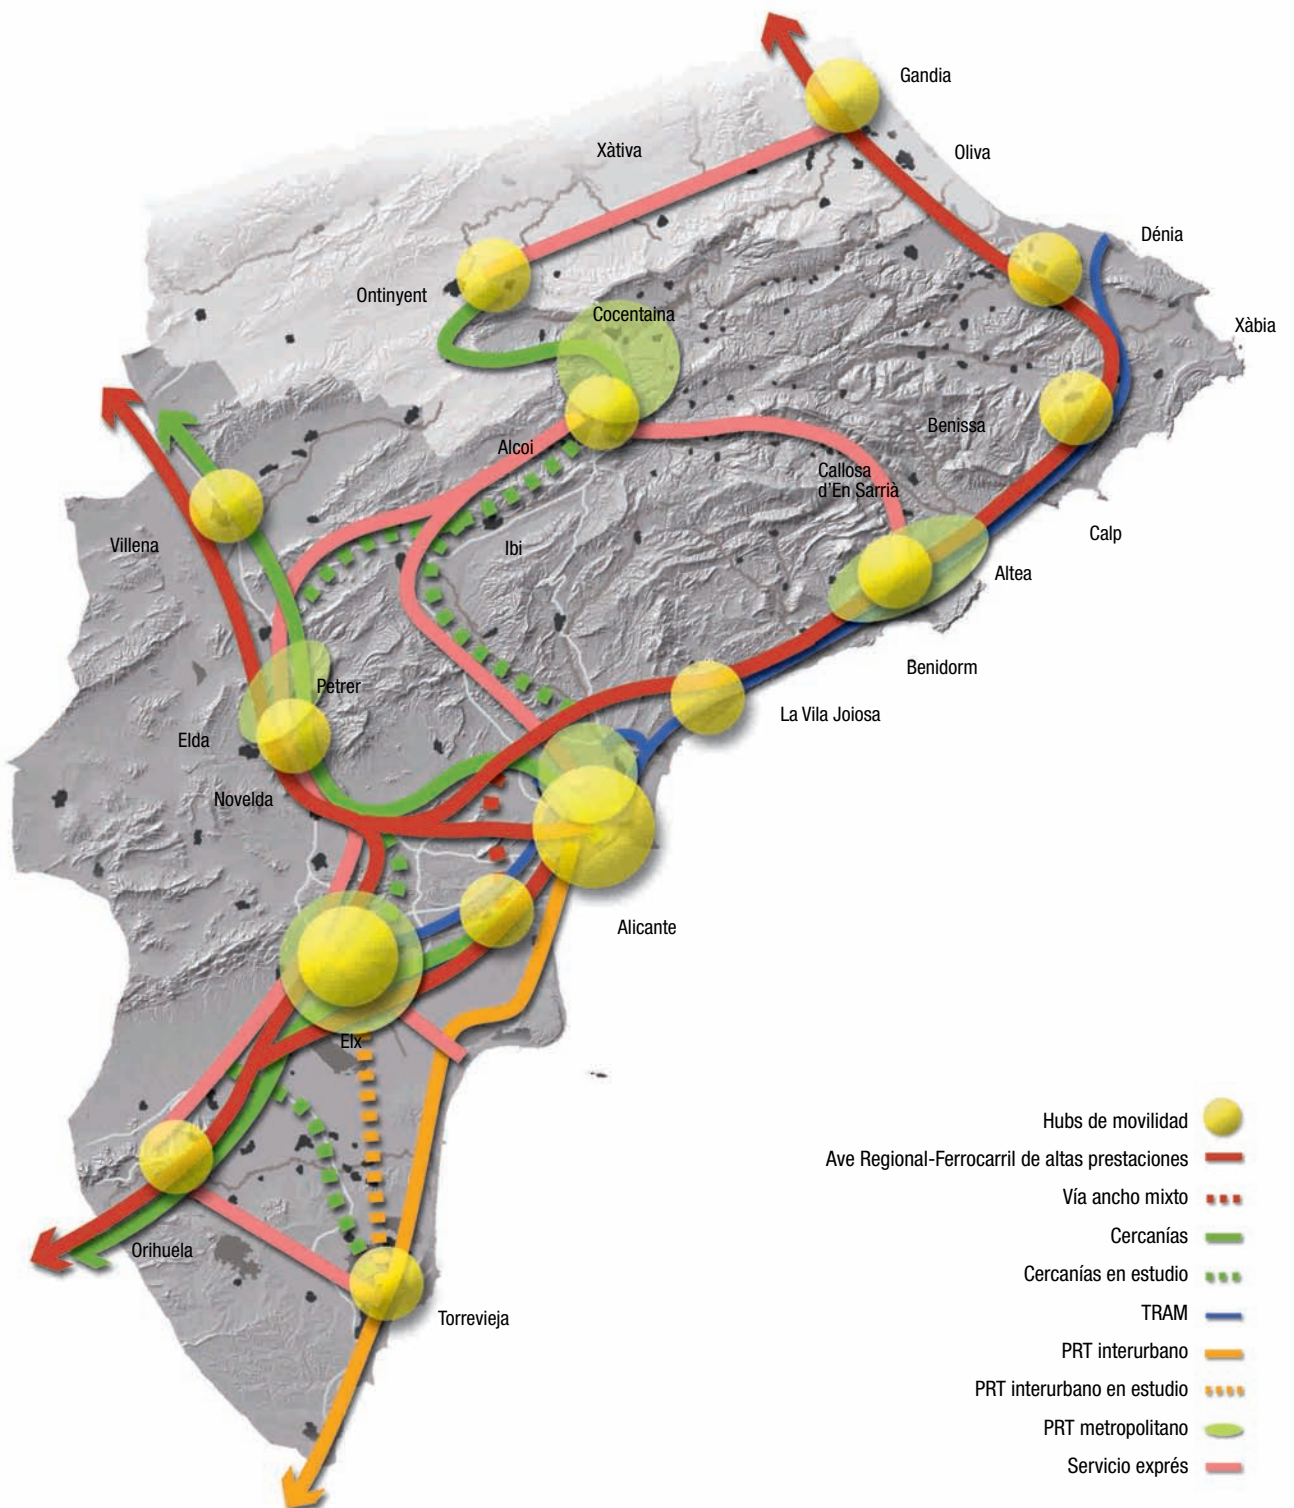 Gandia
Xàtiva
Oliva
Dénia
Ontinyent
Cocentaina
Xàbia
Benissa
Alcoi
Callosa
d'En Sarrià
Calp
Villena
Ibi
Altea
Benidorm
Petrer
La Vila Joiosa
Elda
Novelda
Alicante
Elx
Orihuela
Torrevieja
Hubs de movilidad
Ave Regional-Ferrocarril de altas prestaciones
Vía ancho mixto
Cercanías
Cercanías en estudio
TRAM
PRT interurbano
PRT interurbano en estudio
PRT metropolitano
Servicio exprés